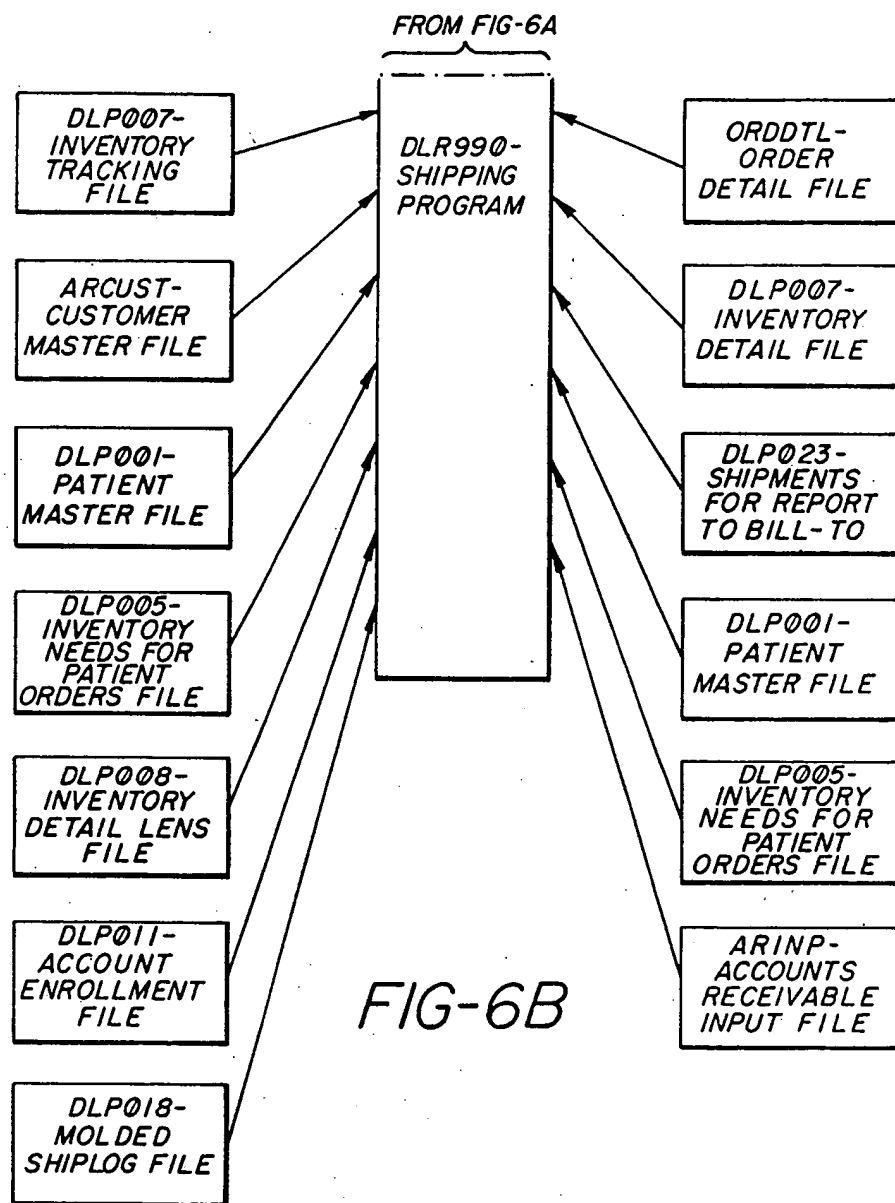 FROM FIG-6A
DLP007-
INVENTORY
TRACKING
FILE
ARCUST-
CUSTOMER
MASTER FILE
DLP001-
PATIENT
MASTER FILE
DLP005-
INVENTORY
NEEDS FOR
PATIENT
ORDERS FILE
DLP008-
INVENTORY
DETAIL LENS
FILE
DLP011-
ACCOUNT
ENROLLMENT
FILE
DLP018-
MOLDED
SHIPLOG FILE
DLR990-
SHIPPING
PROGRAM
ORDDTL-
ORDER
DETAIL FILE
DLP007-
INVENTORY
DETAIL FILE
DLP023-
SHIPMENTS
FOR REPORT
TO BILL-TO
DLP001-
PATIENT
MASTER FILE
DLP005-
INVENTORY
NEEDS FOR
PATIENT
ORDERS FILE
ARINP-
ACCOUNTS
RECEIVABLE
INPUT FILE
FIG-6B